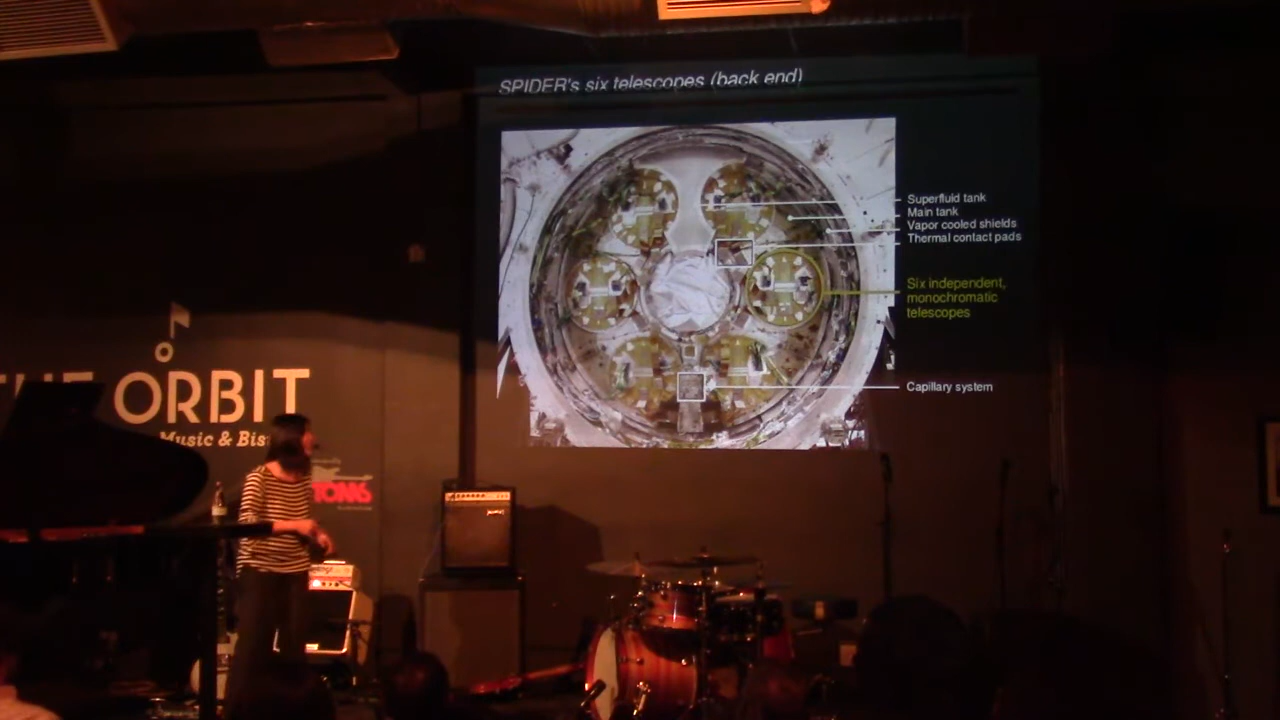 SPIDER's six telescopes (back end)
Superfluid tank
Main tank
Vapor cooled shields
Thermal contact pads
Six independent,
monochromatic
telescopes
Capillary system
THE ORBIT
Music &
TOMS